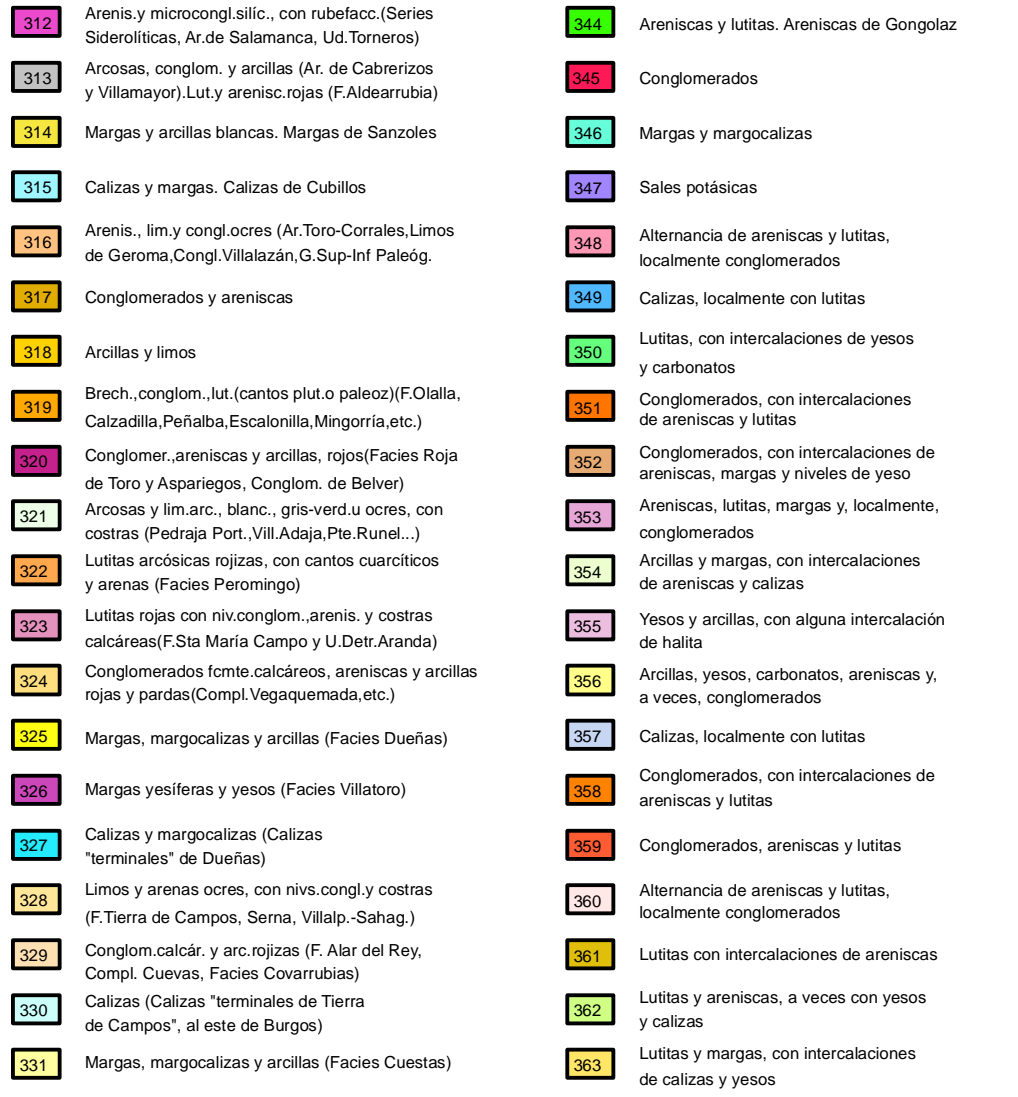 312
Arenis.y microcongl.silíc., con rubefacc.(Series
Siderolíticas, Ar.de Salamanca, Ud.Torneros)
313
Arcosas, conglom. y arcillas (Ar. de Cabrerizos
y Villamayor).Lut.y arenisc.rojas (F.Aldearrubia)
314
Margas y arcillas blancas. Margas de Sanzoles
315
Calizas y margas. Calizas de Cubillos
316
Arenis., lim.y congl.ocres (Ar.Toro-Corrales,Limos
de Geroma,Congl.Villalazán,G.Sup-Inf Paleóg.
317
Conglomerados y areniscas
318
Arcillas y limos
319
Brech.,conglom.,lut.(cantos plut.o paleoz)(F.Olalla,
Calzadilla,Peñalba,Escalonilla,Mingorría,etc.)
320
Conglomer.,areniscas y arcillas, rojos(Facies Roja
de Toro y Aspariegos, Conglom. de Belver)
321
Arcosas y lim.arc., blanc., gris-verd.u ocres, con
costras (Pedraja Port.,Vill.Adaja,Pte.Runel...)
322
Lutitas arcósicas rojizas, con cantos cuarcíticos
y arenas (Facies Peromingo)
323
Lutitas rojas con niv.conglom.,arenis. y costras
calcáreas(F.Sta María Campo y U.Detr.Aranda)
324
Conglomerados fcmte.calcáreos, areniscas y arcillas
rojas y pardas(Compl.Vegaquemada,etc.)
325
Margas, margocalizas y arcillas (Facies Dueñas)
326
Margas yesíferas y yesos (Facies Villatoro)
327
Calizas y margocalizas (Calizas
"terminales" de Dueñas)
328
Limos y arenas ocres, con nivs.congl.y costras
(F.Tierra de Campos, Serna, Villalp.-Sahag.)
329
Conglom.calcár. y arc.rojizas (F. Alar del Rey,
Compl. Cuevas, Facies Covarrubias)
330
Calizas (Calizas "terminales de Tierra
de Campos", al este de Burgos)
331
Margas, margocalizas y arcillas (Facies Cuestas)
344
Areniscas y lutitas. Areniscas de Gongolaz
345
Conglomerados
346
Margas y margocalizas
347
Sales potásicas
348
Alternancia de areniscas y lutitas,
localmente conglomerados
349
Calizas, localmente con lutitas
350
Lutitas, con intercalaciones de yesos
y carbonatos
351
Conglomerados, con intercalaciones
de areniscas y lutitas
352
Conglomerados, con intercalaciones de
areniscas, margas y niveles de yeso
353
Areniscas, lutitas, margas y, localmente,
conglomerados
354
Arcillas y margas, con intercalaciones
de areniscas y calizas
355
Yesos y arcillas, con alguna intercalación
de halita
356
Arcillas, yesos, carbonatos, areniscas y,
a veces, conglomerados
357
Calizas, localmente con lutitas
358
Conglomerados, con intercalaciones de
areniscas y lutitas
359
Conglomerados, areniscas y lutitas
360
Alternancia de areniscas y lutitas,
localmente conglomerados
361
Lutitas con intercalaciones de areniscas
362
Lutitas y areniscas, a veces con yesos
y calizas
363
Lutitas y margas, con intercalaciones
de calizas y yesos